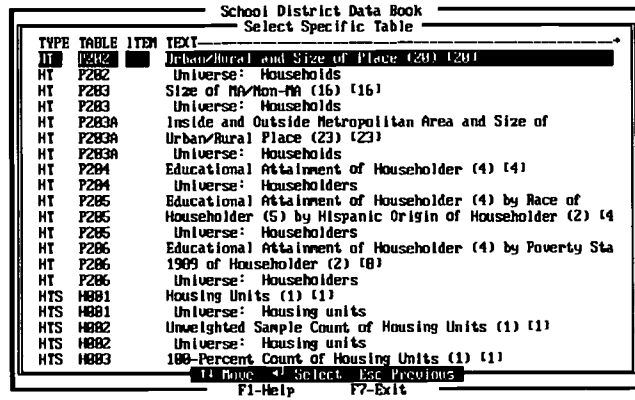 School District Data Book
Select Specific Table
TYPE TABLE ITEM TEXT
HT P202 Urban/Rural and Size of Place (20) [20]
HT P202 Universe: Households
HT P203 Size of MA/Non-MA (16) [16]
HT P203 Universe: Households
HT P203A Inside and Outside Metropolitan Area and Size of
HT P203A Urban/Rural Place (23) [23]
HT P203A Universe: Households
HT P204 Educational Attainment of Householder (4) [4]
HT P204 Universe: Householders
HT P205 Educational Attainment of Householder (4) by Race of
HT P205 Householder (5) by Hispanic Origin of Householder (2) [4
HT P205 Universe: Householders
HT P206 Educational Attainment of Householder (4) by Poverty Sta
HT P206 1989 of Householder (2) [8]
HT P206 Universe: Householders
HTS H001 Housing Units (1) [1]
HTS H001 Universe: Housing units
HTS H002 Unweighted Sample Count of Housing Units (1) [1]
HTS H002 Universe: Housing units
HTS H003 100-Percent Count of Housing Units (1) [1]
↑↓ Move ◄┘ Select Esc Previous
F1-Help F7-Exit